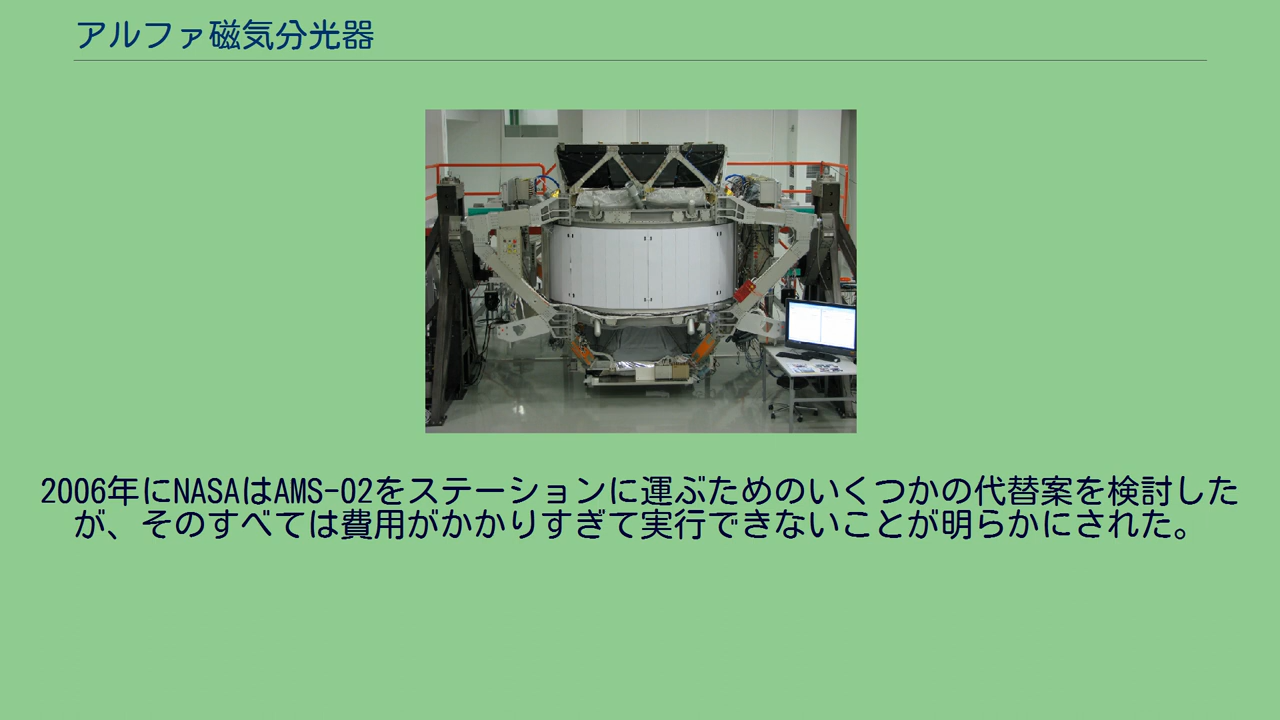 アルファ磁気分光器
2006年にNASAはAMS-02をステーションに運ぶためのいくつかの代替案を検討した
が、そのすべては費用がかかりすぎて実行できないことが明らかにされた。